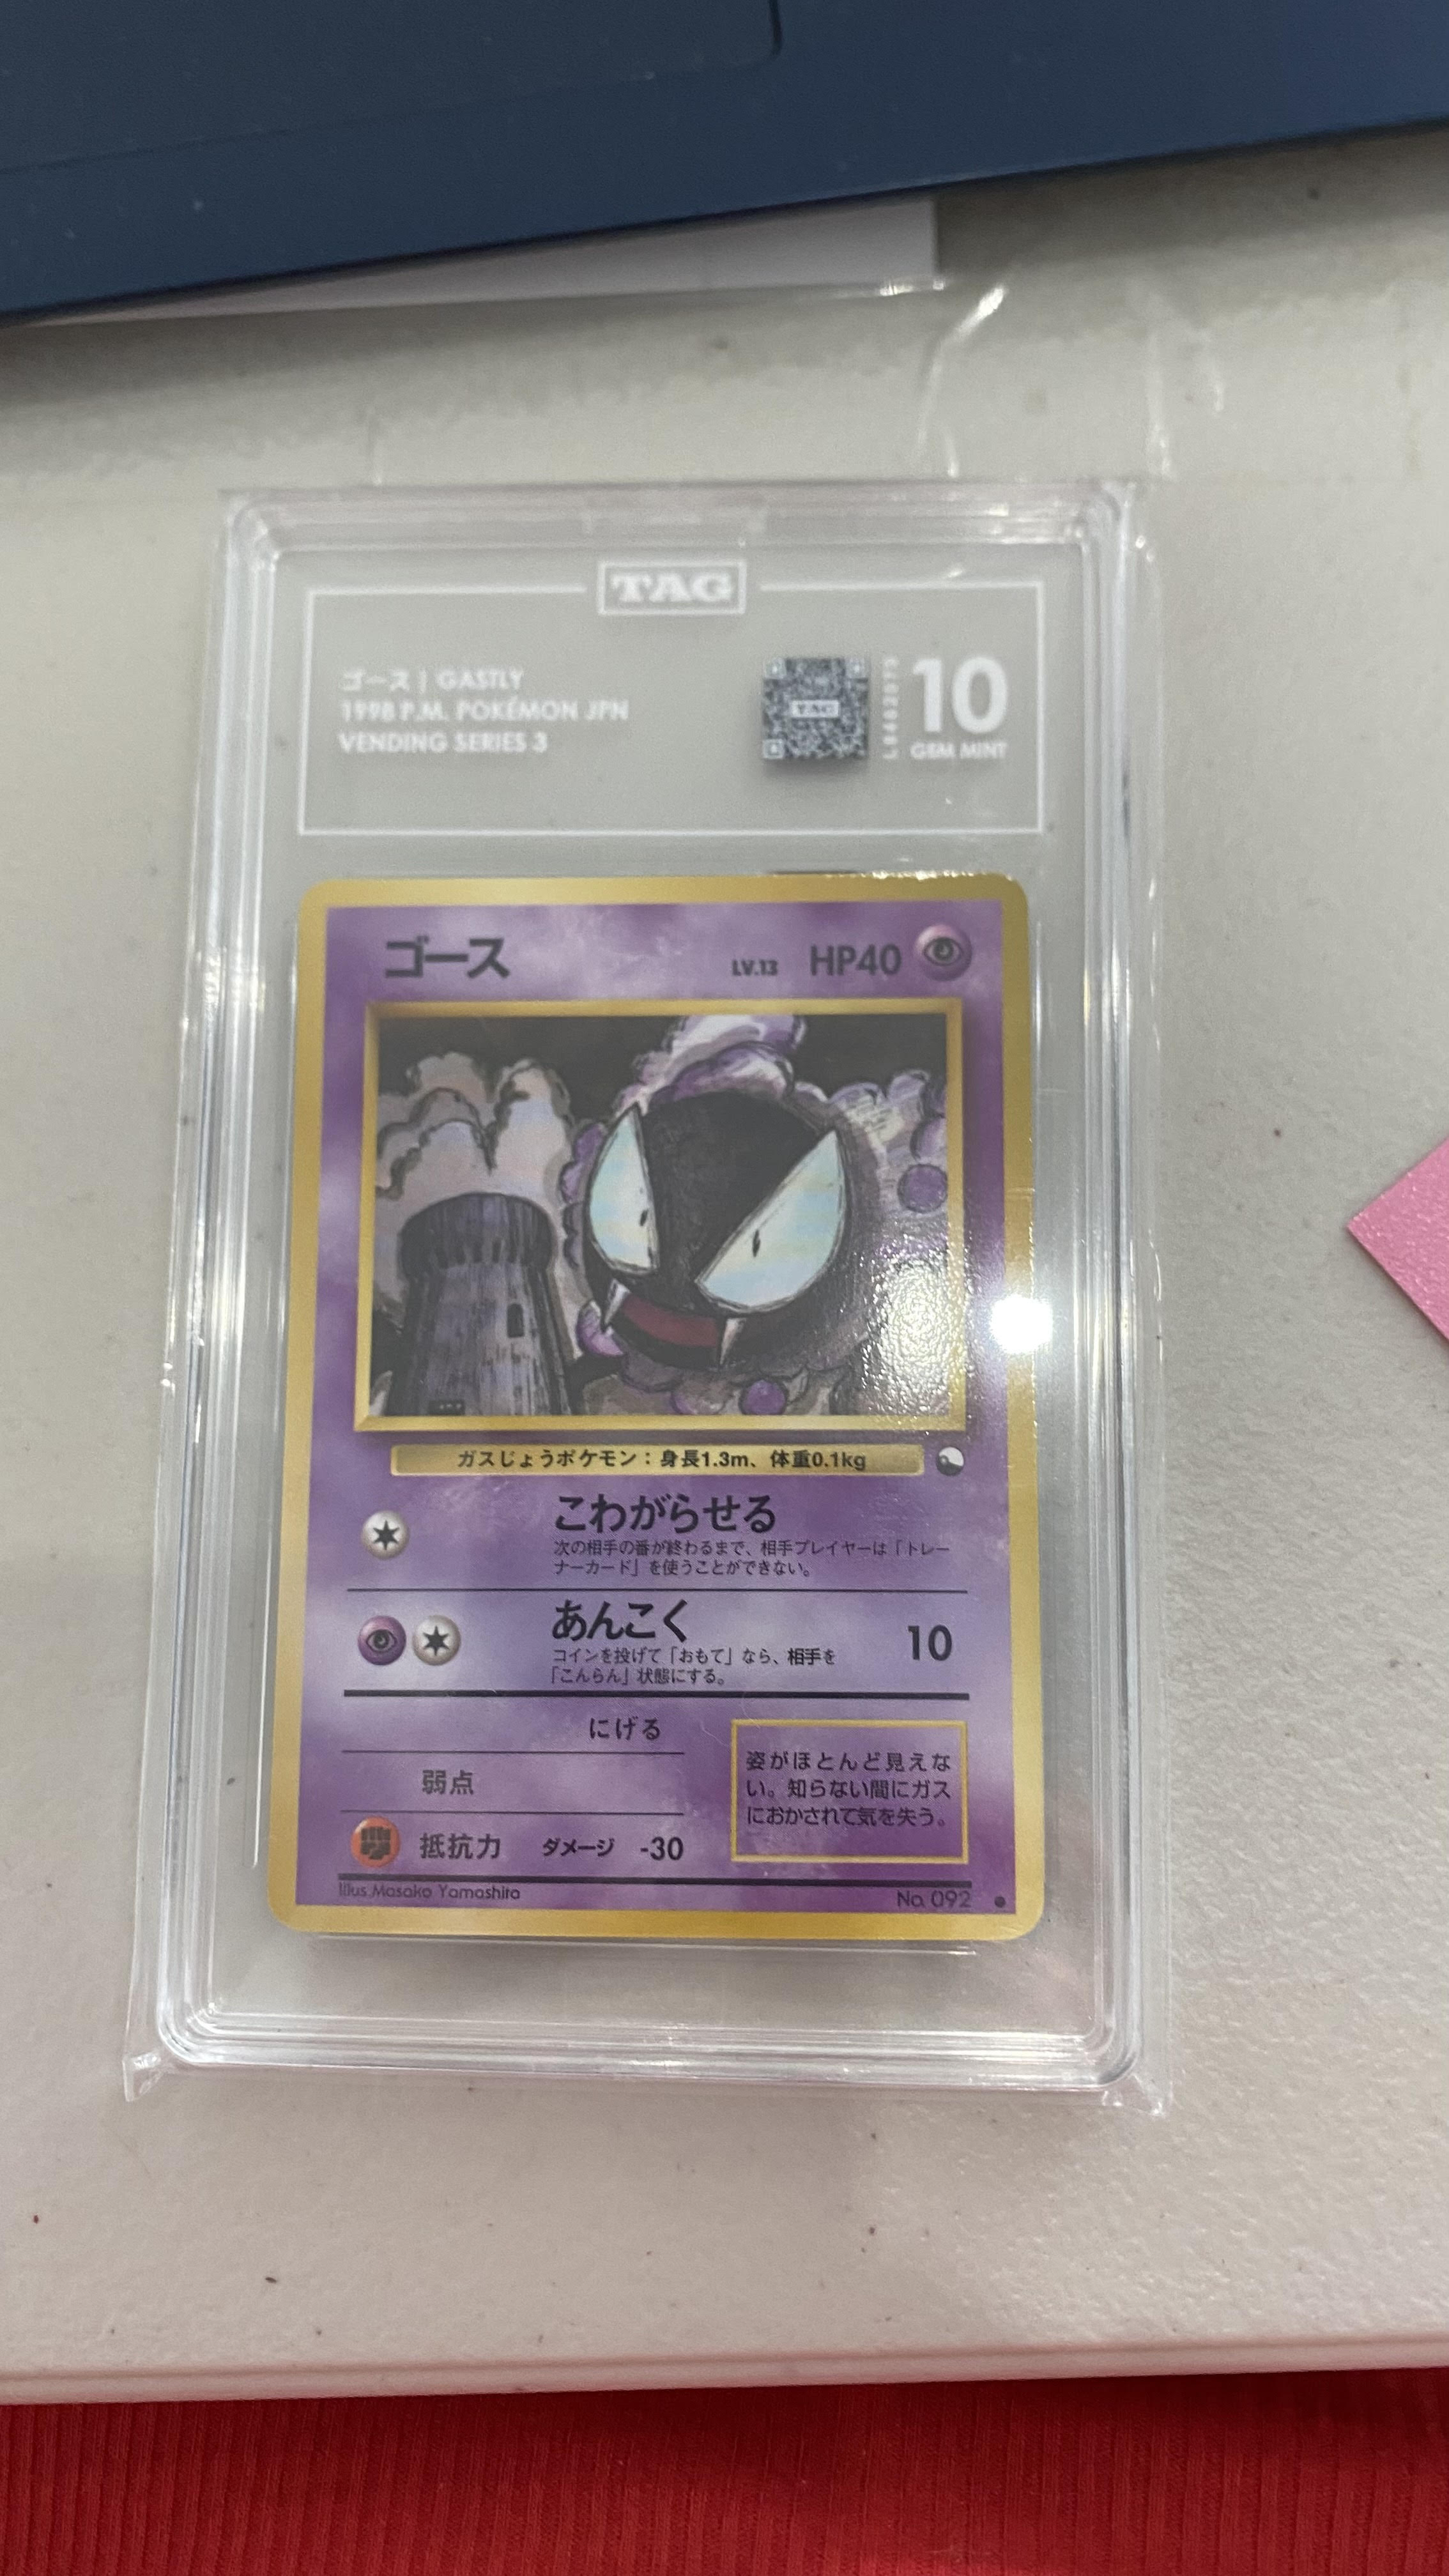 TAG
ゴース | GASTLY
1998 P.M. POKÉMON JPN
VENDING SERIES 3
TAG
10
GEM MINT
ゴース LV.13 HP40
ガスじょうポケモン：身長1.3m、体重0.1kg
こわがらせる
次の相手の番が終わるまで、相手プレイヤーは「トレー
ナーカード」を使うことができない。
あんこく 10
コインを投げて「おもて」なら、相手を
「こんらん」状態にする。
にげる
弱点
抵抗力 ダメージ -30
姿がほとんど見えな
い。知らない間にガス
におかされて気を失う。
Illus. Masako Yamashita
No. 092